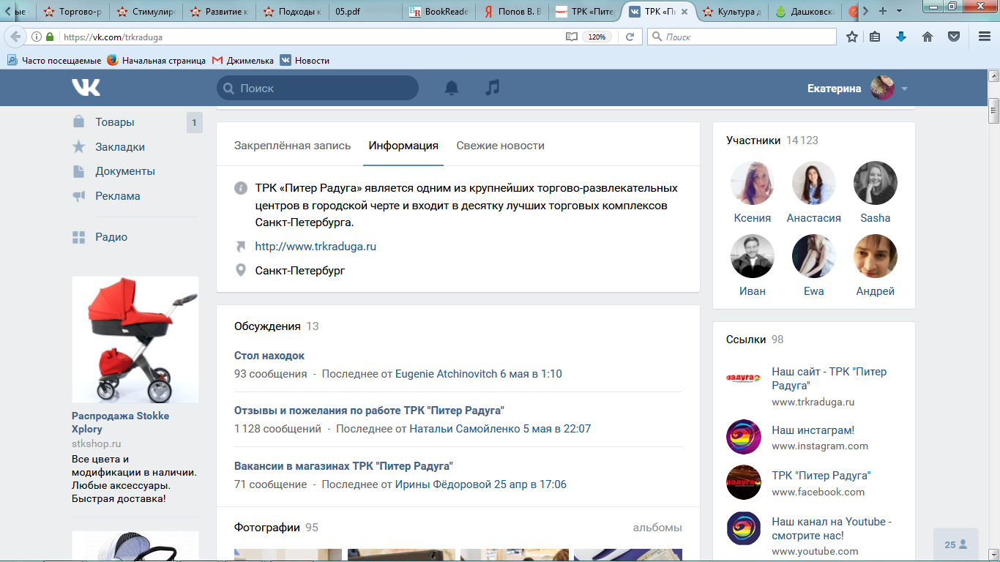 ые п
Торгово-р
Стимулиро
Развитие к
Подходы к
05.pdf
BookReade
Попов В. В
ТРК «Питер
ТРК «Пи
Культура д
Дашковска
https://vk.com/trkraduga
120%
Поиск
Часто посещаемые
Начальная страница
Джимелька
Новости
Поиск
Екатерина
Товары
1
Закладки
Документы
Реклама
Радио
Распродажа Stokke
Xplory
stkshop.ru
Все цвета и
модификации в наличии.
Любые аксессуары.
Быстрая доставка!
Закреплённая запись
Информация
Свежие новости
ТРК «Питер Радуга» является одним из крупнейших торгово-развлекательных
центров в городской черте и входит в десятку лучших торговых комплексов
Санкт-Петербурга.
http://www.trkraduga.ru
Санкт-Петербург
Обсуждения 13
Стол находок
93 сообщения - Последнее от Eugenie Atchinovitch 6 мая в 1:10
Отзывы и пожелания по работе ТРК "Питер Радуга"
1 128 сообщений - Последнее от Натальи Самойленко 5 мая в 22:07
Вакансии в магазинах ТРК "Питер Радуга"
71 сообщение - Последнее от Ирины Фёдоровой 25 апр в 17:06
Фотографии 95
альбомы
Участники 14 123
Ксения
Анастасия
Sasha
Иван
Ewa
Андрей
Ссылки 98
Наш сайт - ТРК "Питер
Радуга"
www.trkraduga.ru
Наш инстаграм!
www.instagram.com
ТРК "Питер Радуга"
www.facebook.com
Наш канал на Youtube -
смотрите нас!
www.youtube.com
25